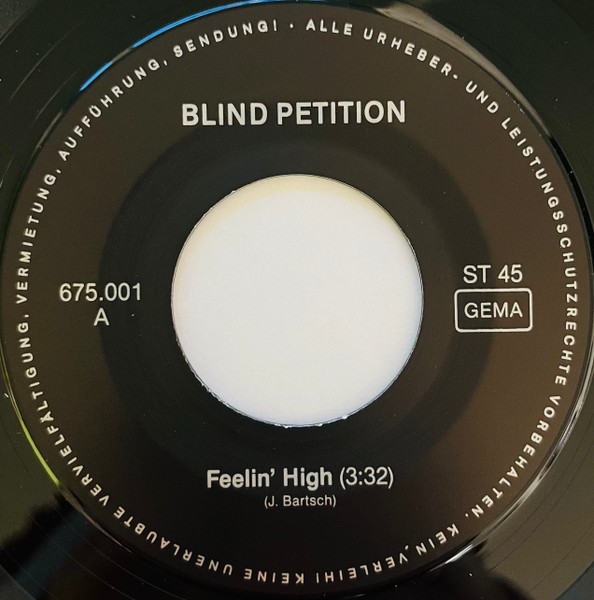 ALLE URHEBER- UND LEISTUNGSSCHUTZRECHTE VORBEHALTEN. KEIN VERLEIH! KEINE UNERLAUBTE VERVIELFÄLTIGUNG, VERMIETUNG, AUFFÜHRUNG, SENDUNG! ·
BLIND PETITION
675.001
A
ST 45
GEMA
Feelin' High (3:32)
(J. Bartsch)